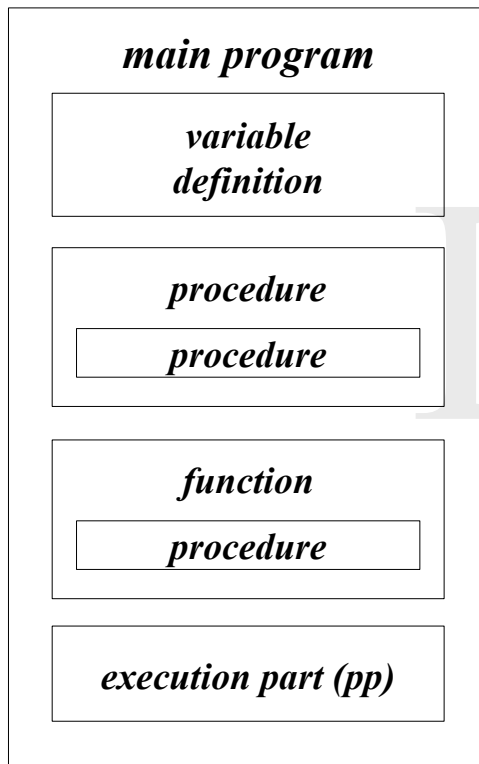 main program
variable
definition
procedure
procedure
function
procedure
execution part (pp)